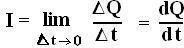 I = lim ΔQ/Δt = dQ/dt
Δt→0